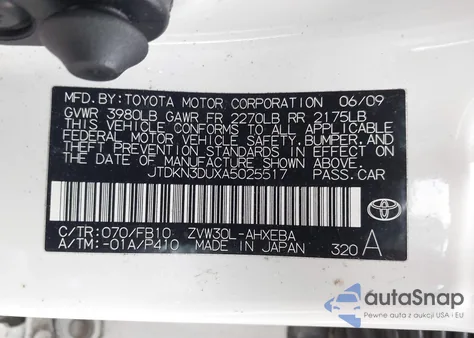 MFD.BY:TOYOTA MOTOR CORPORATION 06/09
GVWR 3980LB GAWR FR 2270LB RR 2175LB
THIS VEHICLE CONFORMS TO ALL APPLICABLE
FEDERAL MOTOR VEHICLE SAFETY,BUMPER,AND
THEFT PREVENTION STANDARDS IN EFFECT ON
THE DATE OF MANUFACTURE SHOWN ABOVE.
JTDKN3DUXA5025517 PASS.CAR
C/TR:070/FB10 ZVW30L-AHXEBA
A/TM:-01A/P410 MADE IN JAPAN 320 A
TOYOTA
autoSnap
Pewne auta z USA i EU